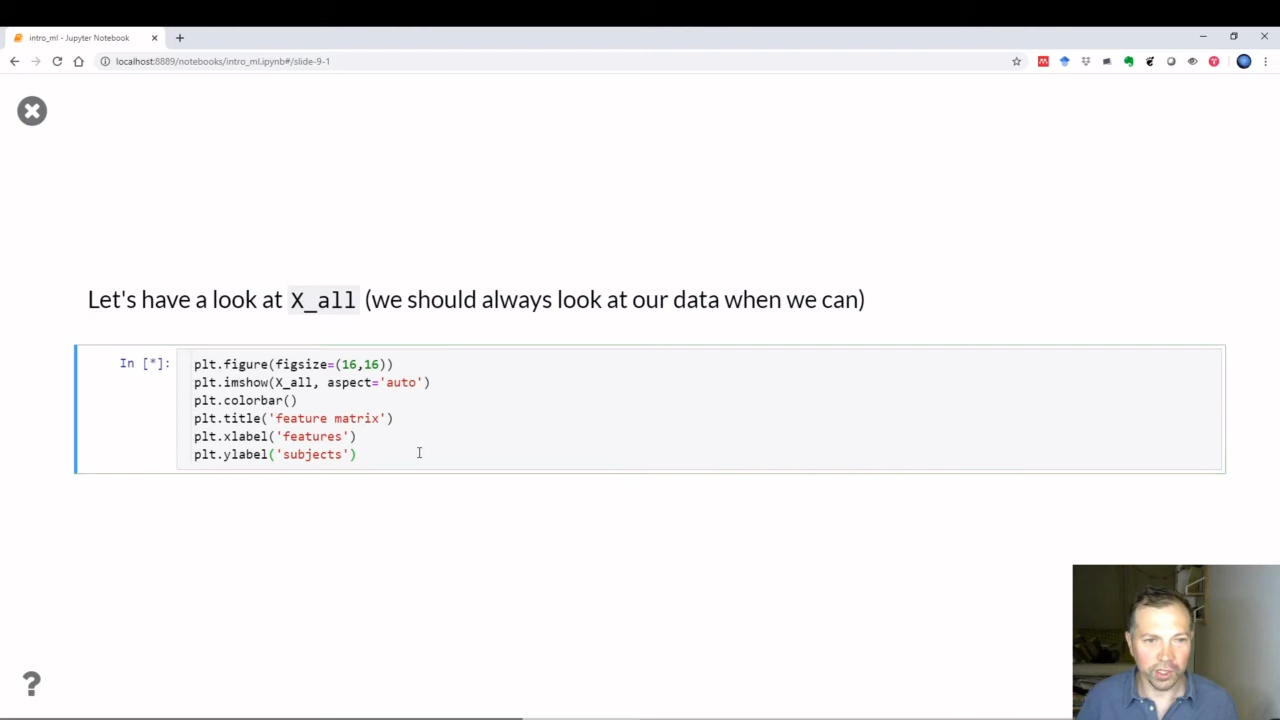 intro_ml - Jupyter Notebook
localhost:8889/notebooks/intro_ml.ipynb#/slide-9-1
Let's have a look at X_all (we should always look at our data when we can)
In [*]:
plt.figure(figsize=(16,16))
plt.imshow(X_all, aspect='auto')
plt.colorbar()
plt.title('feature matrix')
plt.xlabel('features')
plt.ylabel('subjects')
?